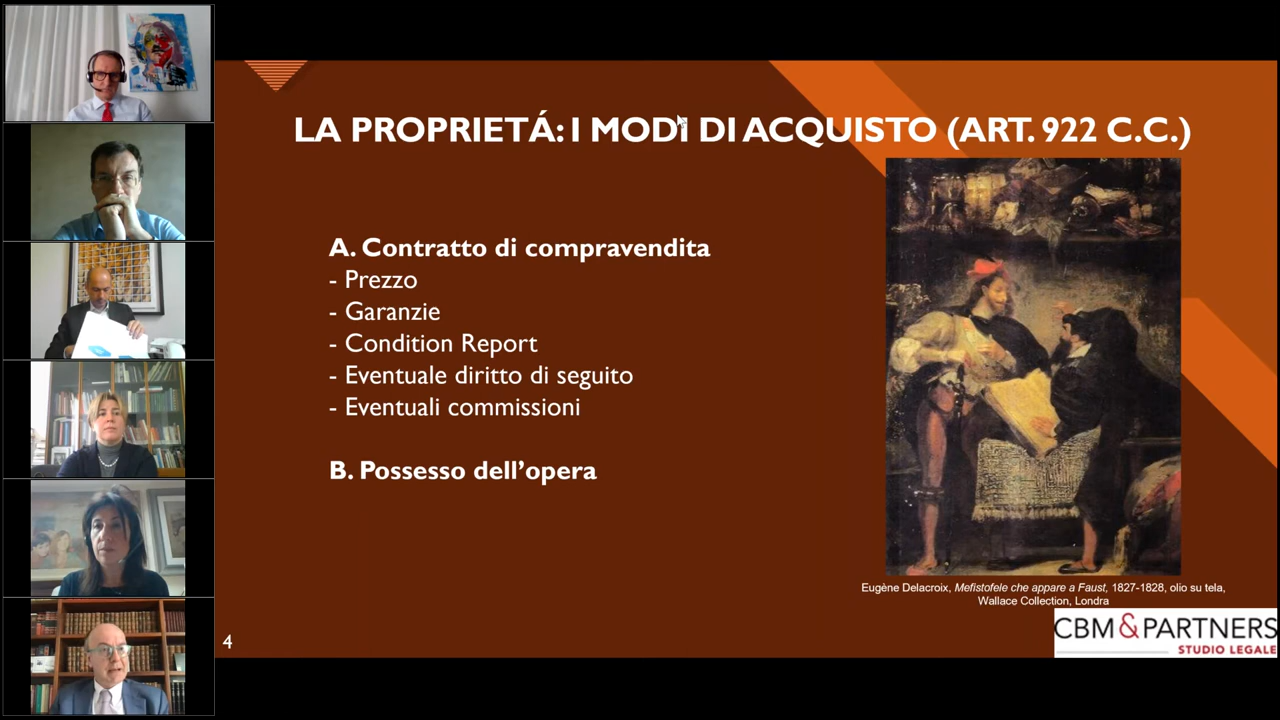 LA PROPRIETÁ: I MODI DI ACQUISTO (ART. 922 C.C.)
A. Contratto di compravendita
- Prezzo
- Garanzie
- Condition Report
- Eventuale diritto di seguito
- Eventuali commissioni
B. Possesso dell’opera
Eugène Delacroix, Mefistofele che appare a Faust, 1827-1828, olio su tela,
Wallace Collection, Londra
4
CBM&PARTNERS
STUDIO LEGALE